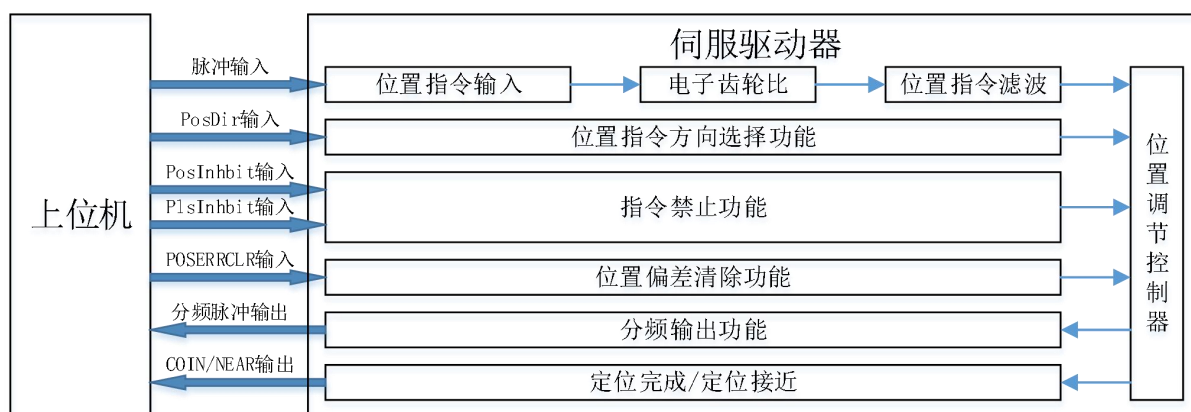 伺服驱动器
上位机
脉冲输入
位置指令输入
电子齿轮比
位置指令滤波
PosDir输入
位置指令方向选择功能
PosInhbit输入
PlsInhbit输入
指令禁止功能
POSERRCLR输入
位置偏差清除功能
分频脉冲输出
分频输出功能
COIN/NEAR输出
定位完成/定位接近
位置调节控制器